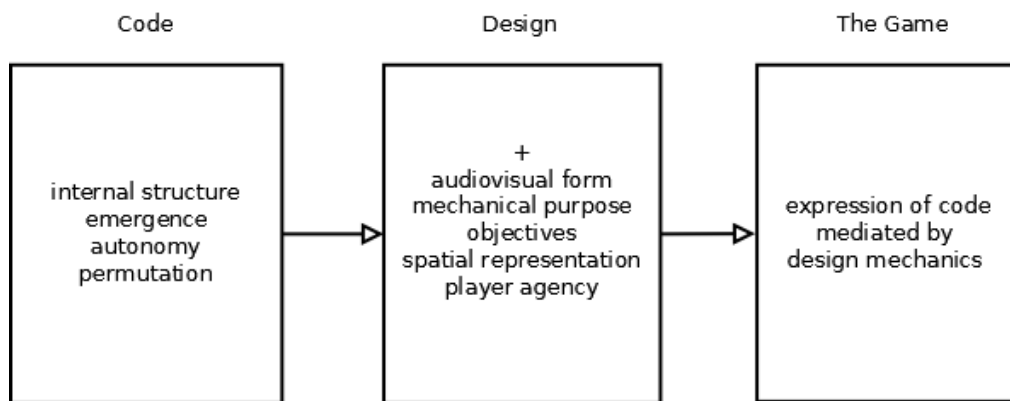 Code
Design
The Game
internal structure
emergence
autonomy
permutation
+
audiovisual form
mechanical purpose
objectives
spatial representation
player agency
expression of code
mediated by
design mechanics